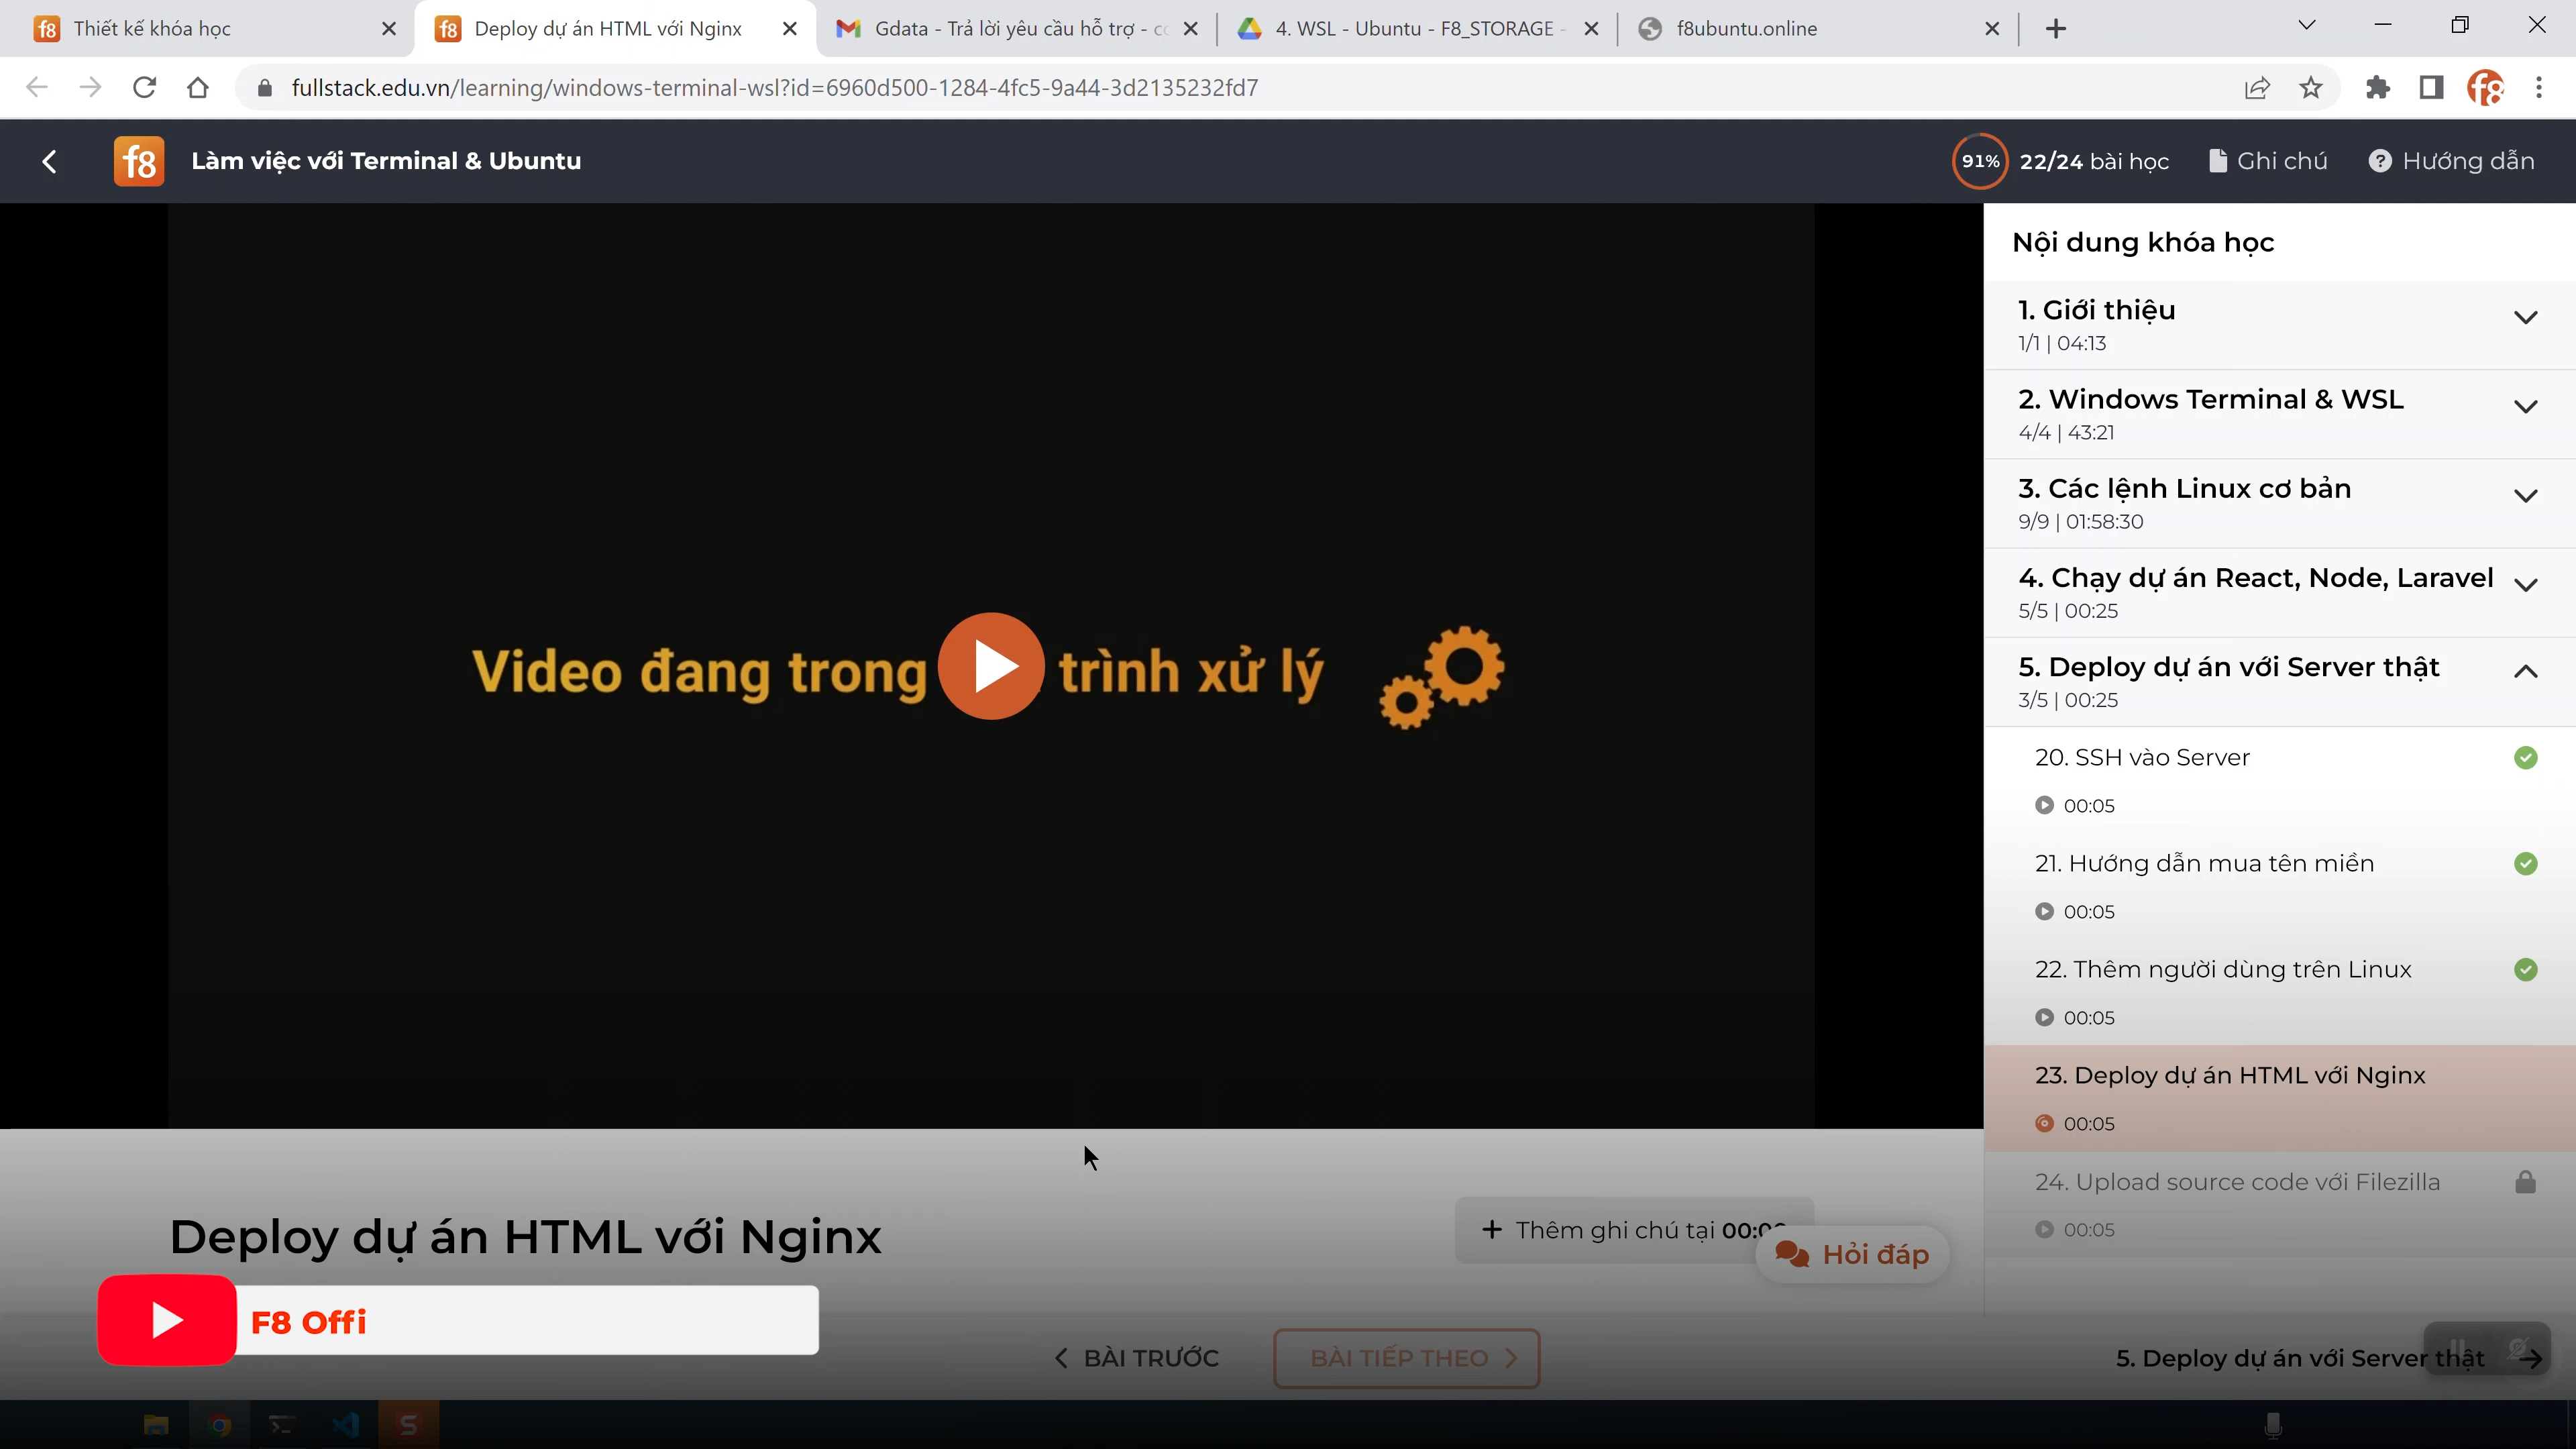 Thiết kế khóa học
Deploy dự án HTML với Nginx
Gdata - Trả lời yêu cầu hỗ trợ - co
4. WSL - Ubuntu - F8_STORAGE -
f8ubuntu.online
fullstack.edu.vn/learning/windows-terminal-wsl?id=6960d500-1284-4fc5-9a44-3d2135232fd7
f8
Làm việc với Terminal & Ubuntu
91%
22/24 bài học
Ghi chú
Hướng dẫn
Video đang trong
trình xử lý
Nội dung khóa học
1. Giới thiệu
1/1 | 04:13
2. Windows Terminal & WSL
4/4 | 43:21
3. Các lệnh Linux cơ bản
9/9 | 01:58:30
4. Chạy dự án React, Node, Laravel
5/5 | 00:25
5. Deploy dự án với Server thật
3/5 | 00:25
20. SSH vào Server
00:05
21. Hướng dẫn mua tên miền
00:05
22. Thêm người dùng trên Linux
00:05
23. Deploy dự án HTML với Nginx
00:05
24. Upload source code với Filezilla
00:05
Deploy dự án HTML với Nginx
Thêm ghi chú tại
Hỏi đáp
F8 Offi
BÀI TRƯỚC
BÀI TIẾP THEO
5. Deploy dự án với Server thật